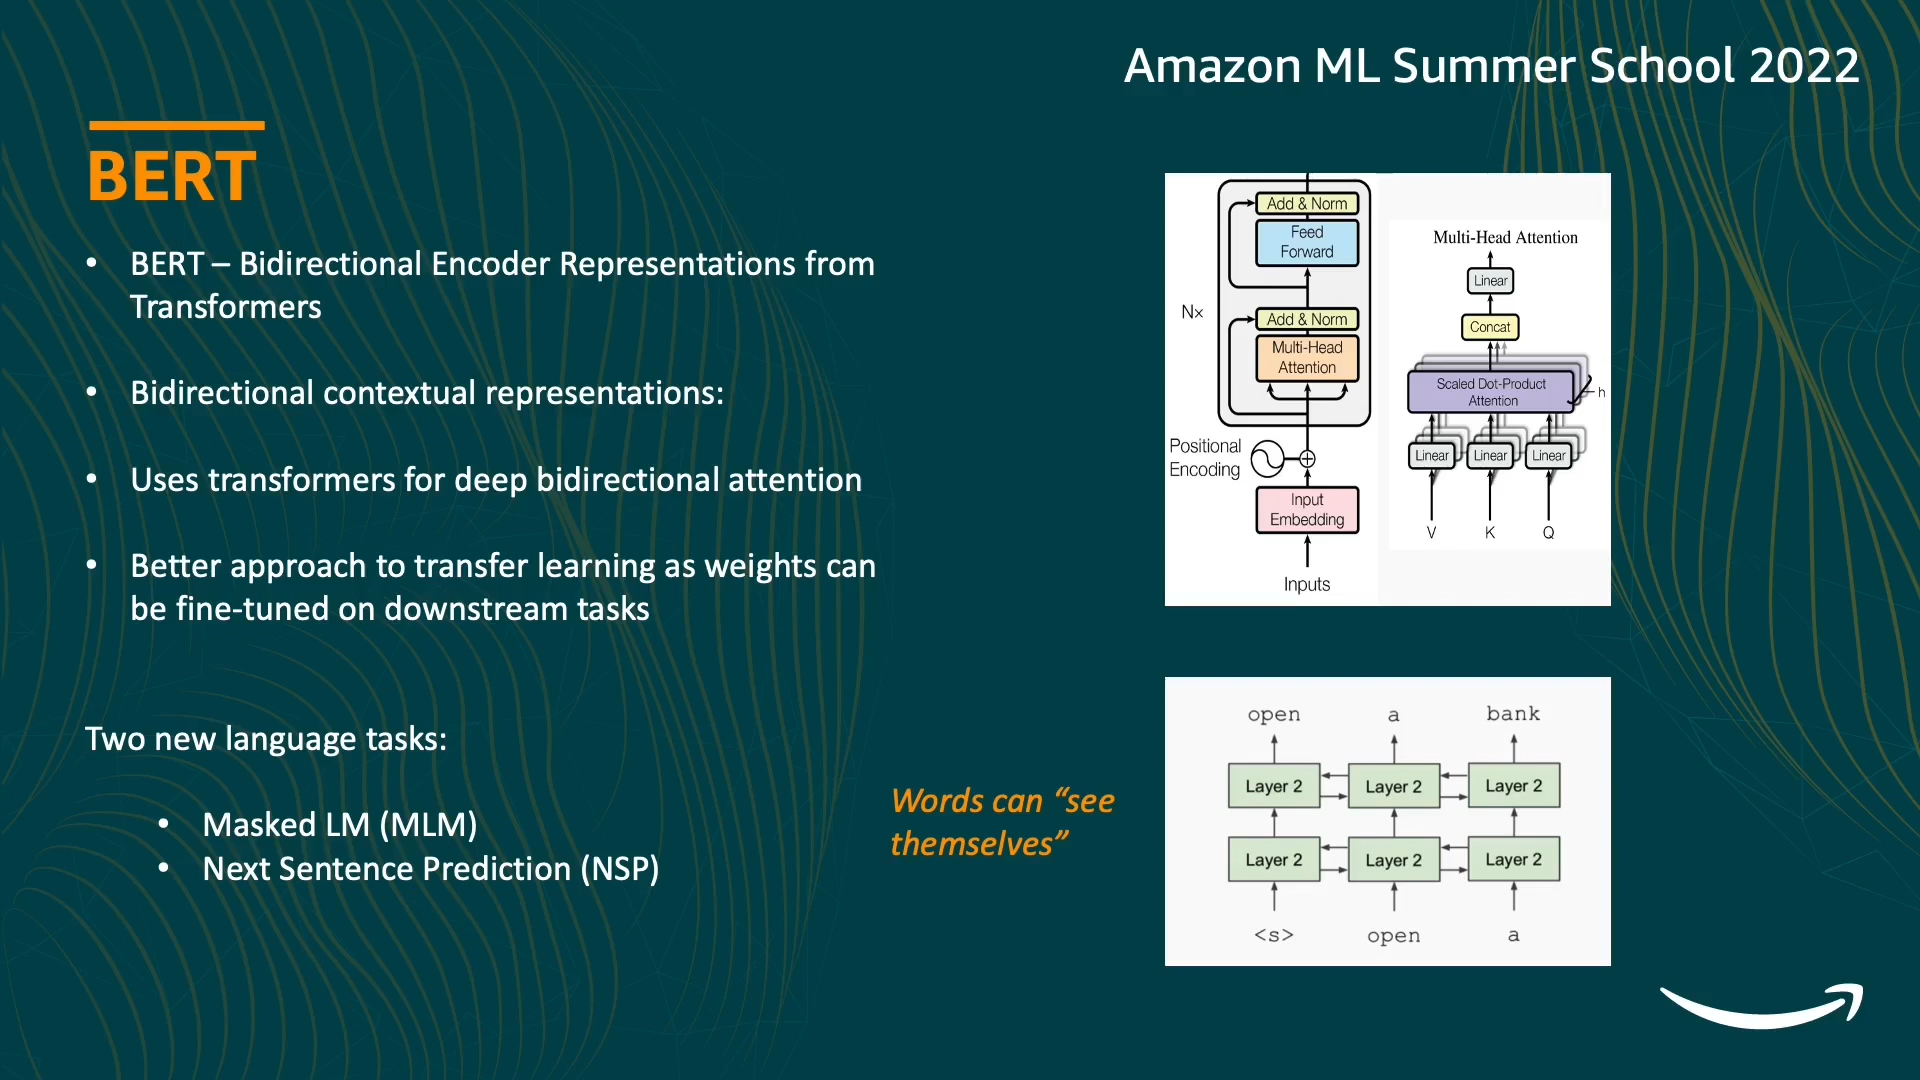 Amazon ML Summer School 2022
BERT
• BERT – Bidirectional Encoder Representations from
Transformers
• Bidirectional contextual representations:
• Uses transformers for deep bidirectional attention
• Better approach to transfer learning as weights can
be fine-tuned on downstream tasks
Two new language tasks:
• Masked LM (MLM)
• Next Sentence Prediction (NSP)
Words can “see
themselves”
Add & Norm
Feed
Forward
Nx
Add & Norm
Multi-Head
Attention
Positional
Encoding
Input
Embedding
Inputs
Multi-Head Attention
Linear
Concat
Scaled Dot-Product
Attention
h
Linear Linear Linear
V K Q
open a bank
Layer 2 Layer 2 Layer 2
Layer 2 Layer 2 Layer 2
<s> open a